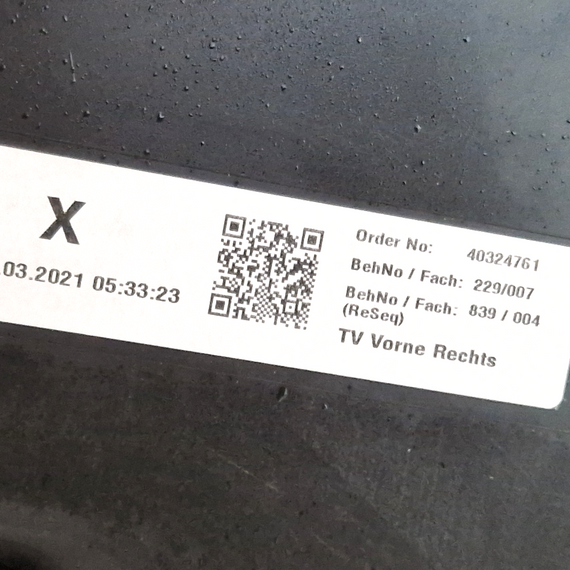 X
.03.2021 05:33:23
Order No: 40324761
BehNo / Fach: 229/007
BehNo / Fach: 839 / 004
(ReSeq)
TV Vorne Rechts